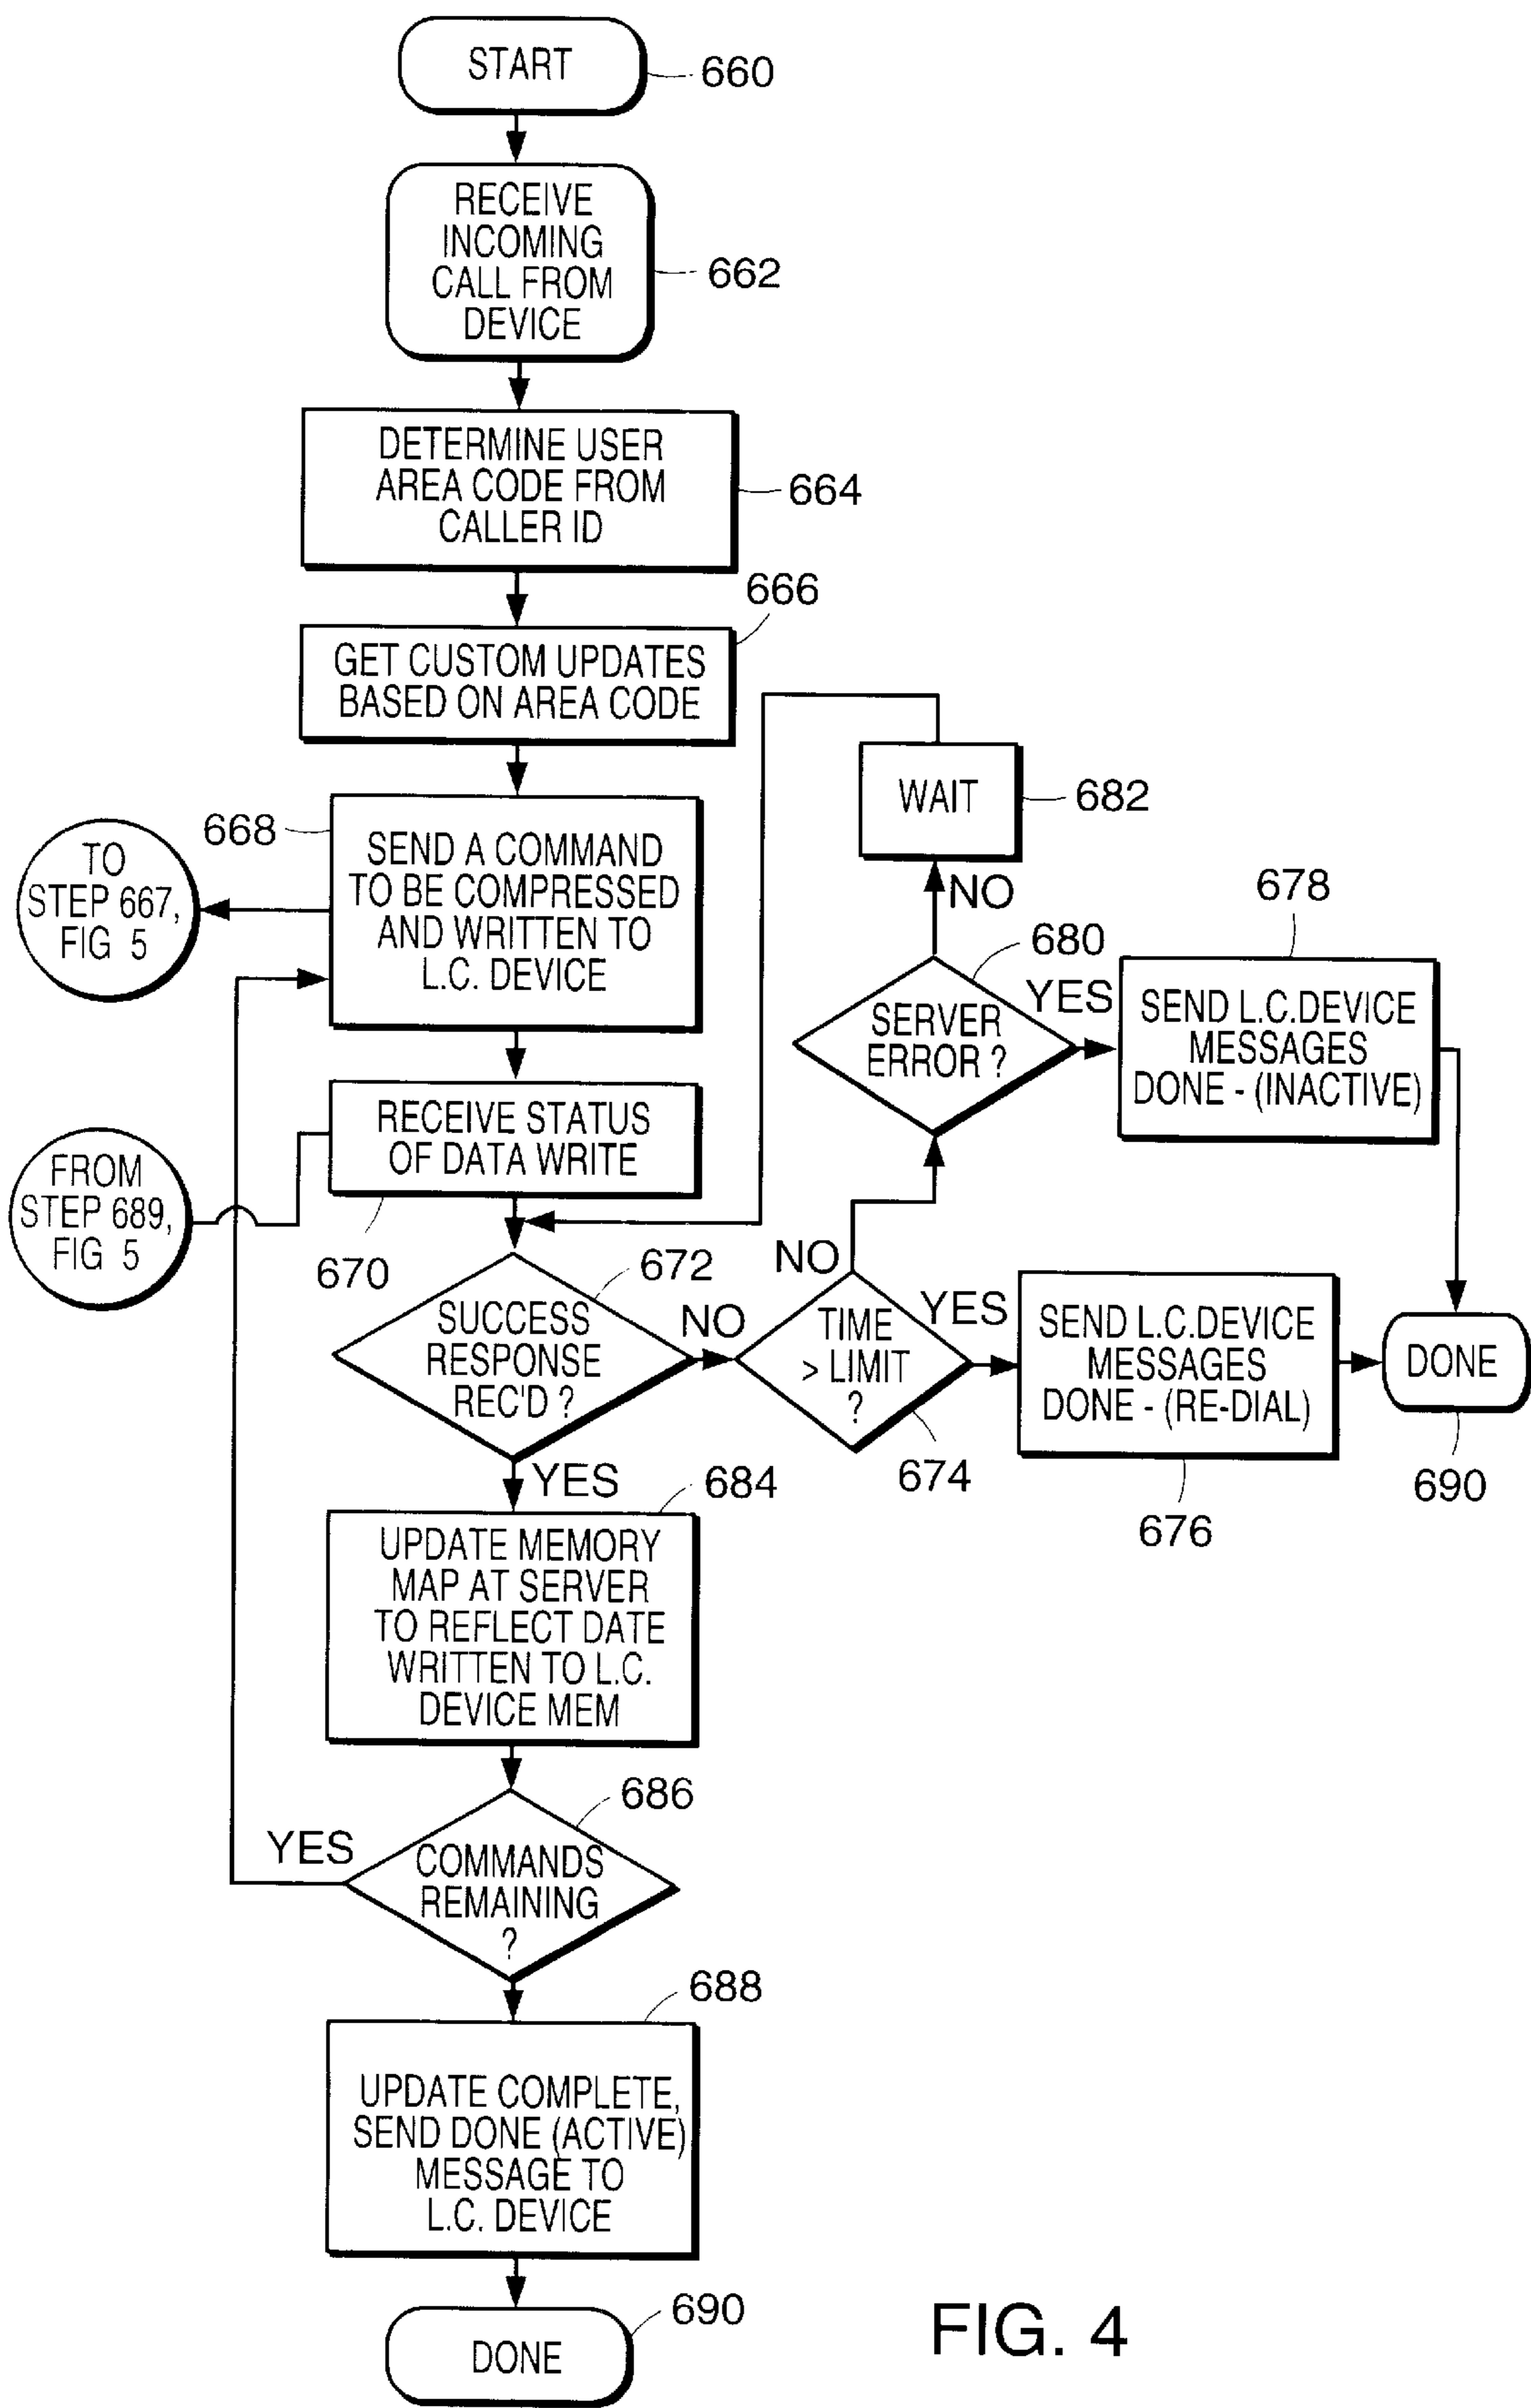 START
660
RECEIVE
INCOMING
CALL FROM
DEVICE
662
DETERMINE USER
AREA CODE FROM
CALLER ID
664
666
GET CUSTOM UPDATES
BASED ON AREA CODE
668
SEND A COMMAND
TO BE COMPRESSED
AND WRITTEN TO
L.C. DEVICE
TO
STEP 667,
FIG 5
WAIT
682
NO
680
SERVER
ERROR ?
YES
678
SEND L.C.DEVICE
MESSAGES
DONE - (INACTIVE)
RECEIVE STATUS
OF DATA WRITE
670
FROM
STEP 689,
FIG 5
672
SUCCESS
RESPONSE
REC'D ?
NO
NO
TIME
> LIMIT
?
674
YES
SEND L.C.DEVICE
MESSAGES
DONE - (RE-DIAL)
676
DONE
690
YES
684
UPDATE MEMORY
MAP AT SERVER
TO REFLECT DATE
WRITTEN TO L.C.
DEVICE MEM
686
YES
COMMANDS
REMAINING
?
688
UPDATE COMPLETE,
SEND DONE (ACTIVE)
MESSAGE TO
L.C. DEVICE
690
DONE
FIG. 4